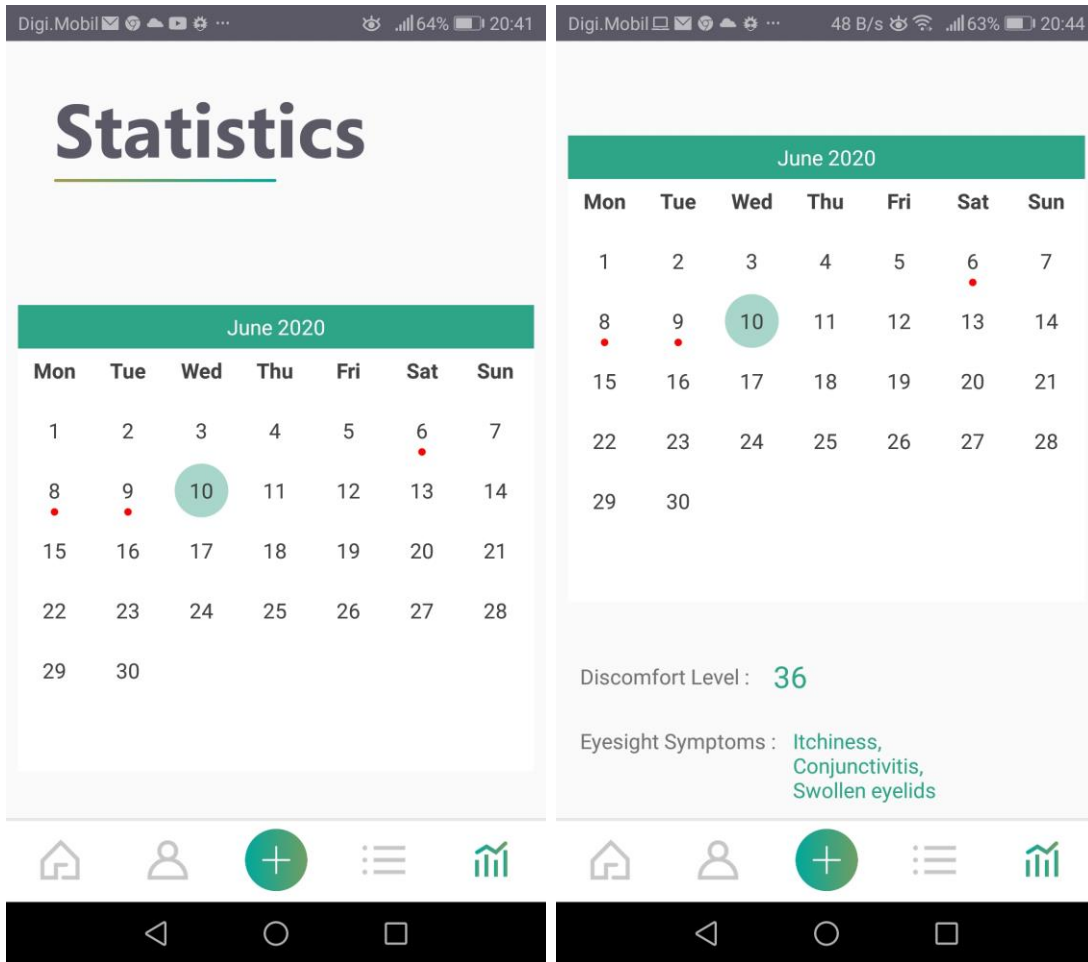 Digi.Mobil 64% 20:41
Statistics
June 2020
Mon Tue Wed Thu Fri Sat Sun
1 2 3 4 5 6 7
8 9 10 11 12 13 14
15 16 17 18 19 20 21
22 23 24 25 26 27 28
29 30
Digi.Mobil 48 B/s 63% 20:44
June 2020
Mon Tue Wed Thu Fri Sat Sun
1 2 3 4 5 6 7
8 9 10 11 12 13 14
15 16 17 18 19 20 21
22 23 24 25 26 27 28
29 30
Discomfort Level : 36
Eyesight Symptoms : Itchiness,
Conjunctivitis,
Swollen eyelids